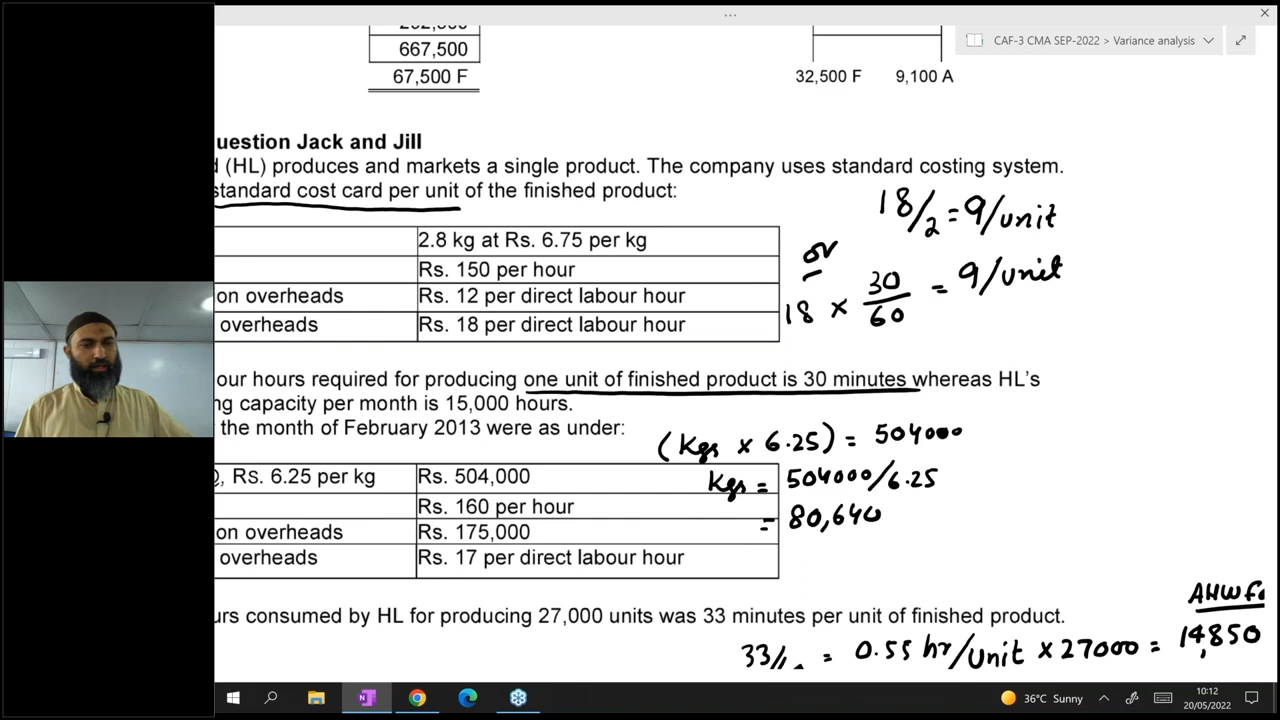 667,500
67,500 F
32,500 F 9,100 A
CAF-3 CMA SEP-2022 > Variance analysis
uestion Jack and Jill
(HL) produces and markets a single product. The company uses standard costing system.
standard cost card per unit of the finished product:
18/2 = 9/unit
or
18 × 30/60 = 9/unit
2.8 kg at Rs. 6.75 per kg
Rs. 150 per hour
on overheads Rs. 12 per direct labour hour
overheads Rs. 18 per direct labour hour
our hours required for producing one unit of finished product is 30 minutes whereas HL's
ng capacity per month is 15,000 hours.
the month of February 2013 were as under:
(Kgs × 6.25) = 504000
Kgs = 504000/6.25
= 80,640
@, Rs. 6.25 per kg Rs. 504,000
Rs. 160 per hour
on overheads Rs. 175,000
overheads Rs. 17 per direct labour hour
urs consumed by HL for producing 27,000 units was 33 minutes per unit of finished product.
AHW
33/ = 0.55 hr/unit × 27000 = 14,850
36°C Sunny
10:12
20/05/2022